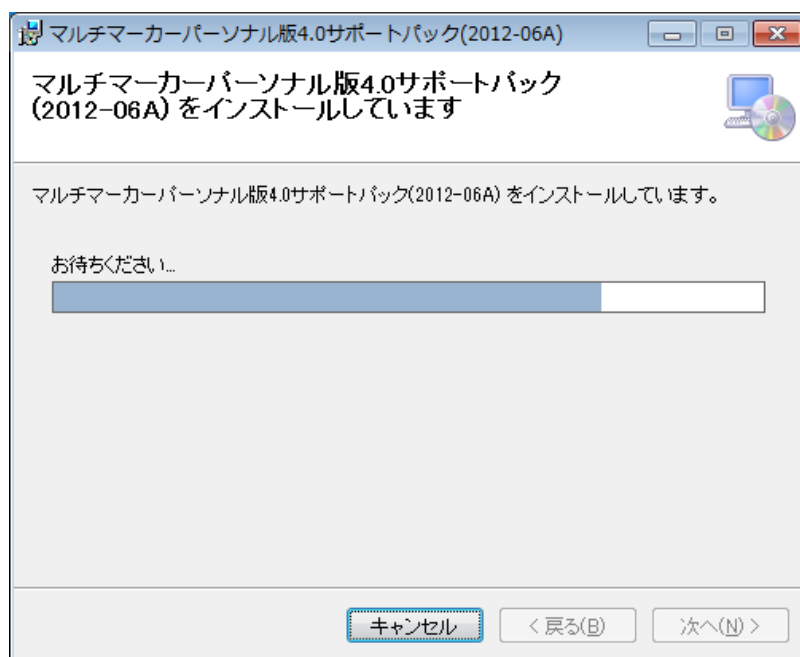 マルチマーカーパーソナル版4.0サポートパック(2012-06A)
マルチマーカーパーソナル版4.0サポートパック
(2012-06A) をインストールしています
マルチマーカーパーソナル版4.0サポートパック(2012-06A) をインストールしています。
お待ちください...
キャンセル
< 戻る(B)
次へ(N) >